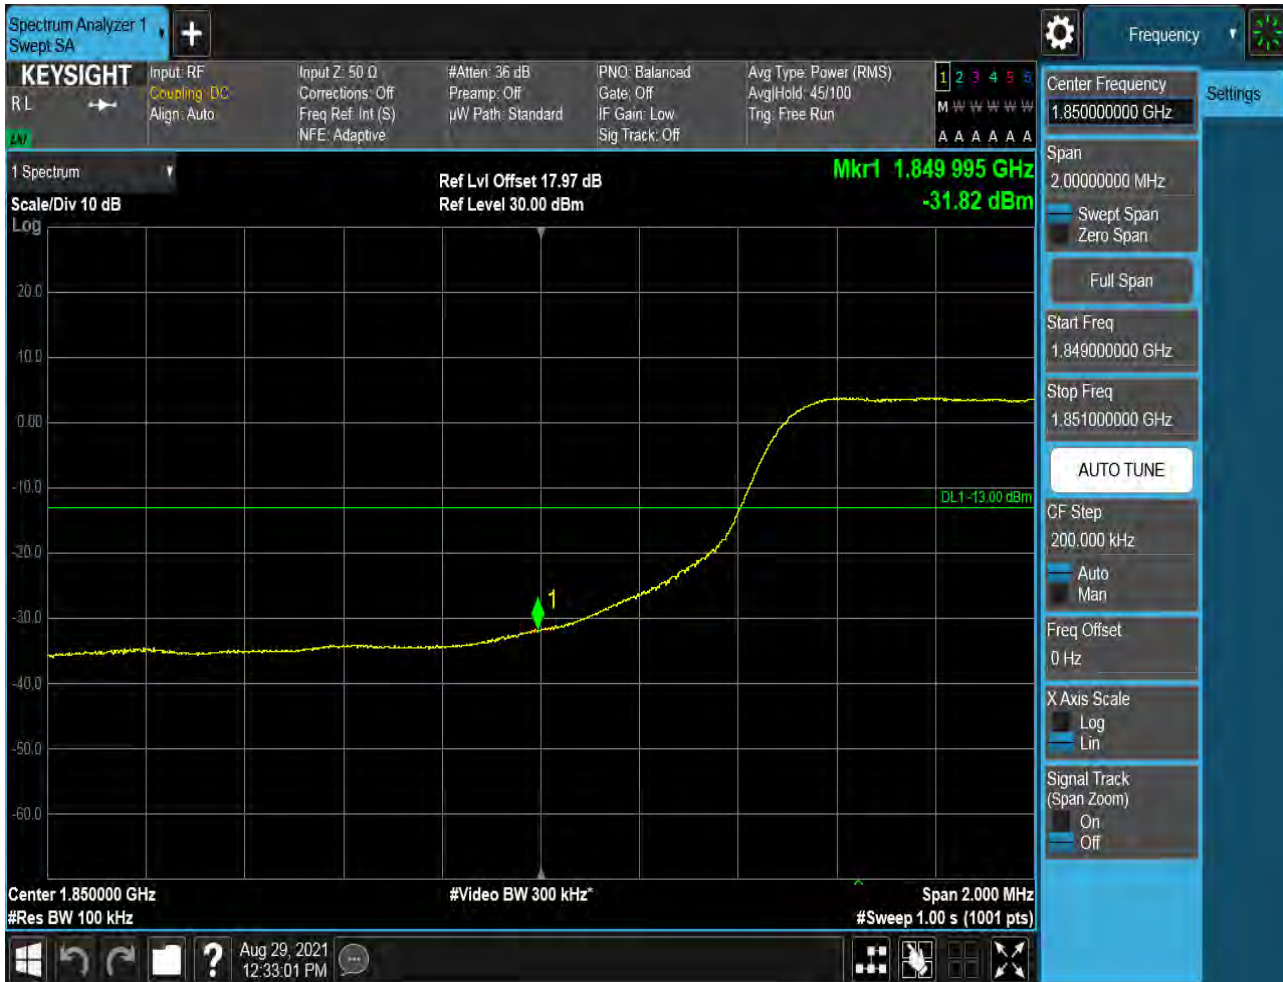 Spectrum Analyzer 1
Swept SA
Frequency
KEYSIGHT
R L
LXI
Input: RF
Coupling: DC
Align: Auto
Input Z: 50 Ω
Corrections: Off
Freq Ref: Int (S)
NFE: Adaptive
#Atten: 36 dB
Preamp: Off
µW Path: Standard
PNO: Balanced
Gate: Off
IF Gain: Low
Sig Track: Off
Avg Type: Power (RMS)
Avg|Hold: 45/100
Trig: Free Run
1 2 3 4 5 6
M W W W W W
A A A A A A
1 Spectrum
Scale/Div 10 dB
Log
Ref Lvl Offset 17.97 dB
Ref Level 30.00 dBm
Mkr1 1.849 995 GHz
-31.82 dBm
20.0
10.0
0.00
-10.0
-20.0
-30.0
-40.0
-50.0
-60.0
DL1 -13.00 dBm
1
Center 1.850000 GHz
#Res BW 100 kHz
#Video BW 300 kHz*
Span 2.000 MHz
#Sweep 1.00 s (1001 pts)
Center Frequency
1.850000000 GHz
Settings
Span
2.00000000 MHz
Swept Span
Zero Span
Full Span
Start Freq
1.849000000 GHz
Stop Freq
1.851000000 GHz
AUTO TUNE
CF Step
200.000 kHz
Auto
Man
Freq Offset
0 Hz
X Axis Scale
Log
Lin
Signal Track
(Span Zoom)
On
Off
?
Aug 29, 2021
12:33:01 PM